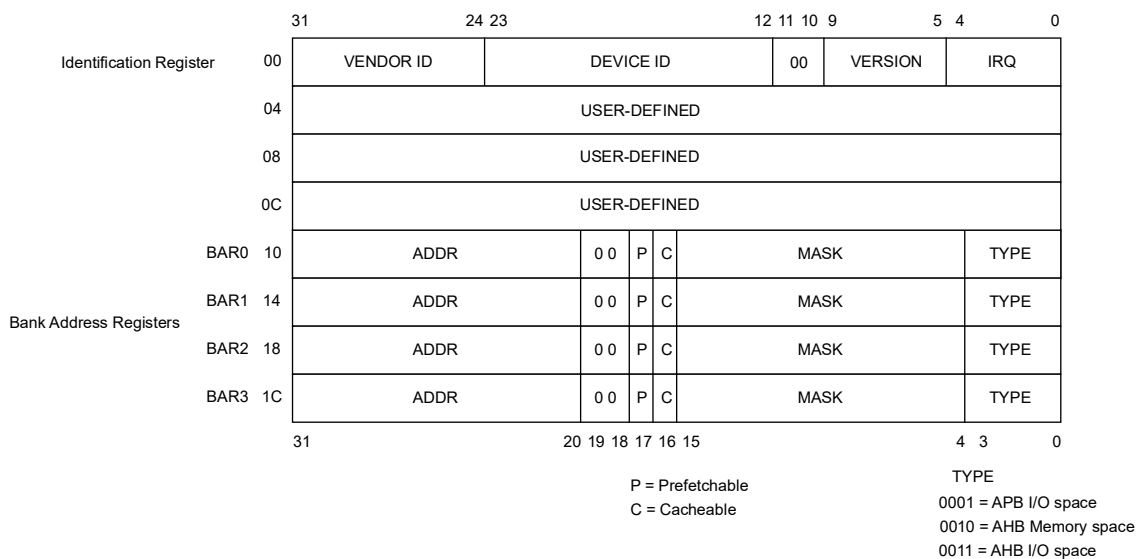 31 24 23 12 11 10 9 5 4 0
Identification Register 00 VENDOR ID DEVICE ID 00 VERSION IRQ
04 USER-DEFINED
08 USER-DEFINED
0C USER-DEFINED
BAR0 10 ADDR 0 0 P C MASK TYPE
BAR1 14 ADDR 0 0 P C MASK TYPE
Bank Address Registers
BAR2 18 ADDR 0 0 P C MASK TYPE
BAR3 1C ADDR 0 0 P C MASK TYPE
31 20 19 18 17 16 15 4 3 0
P = Prefetchable
C = Cacheable
TYPE
0001 = APB I/O space
0010 = AHB Memory space
0011 = AHB I/O space